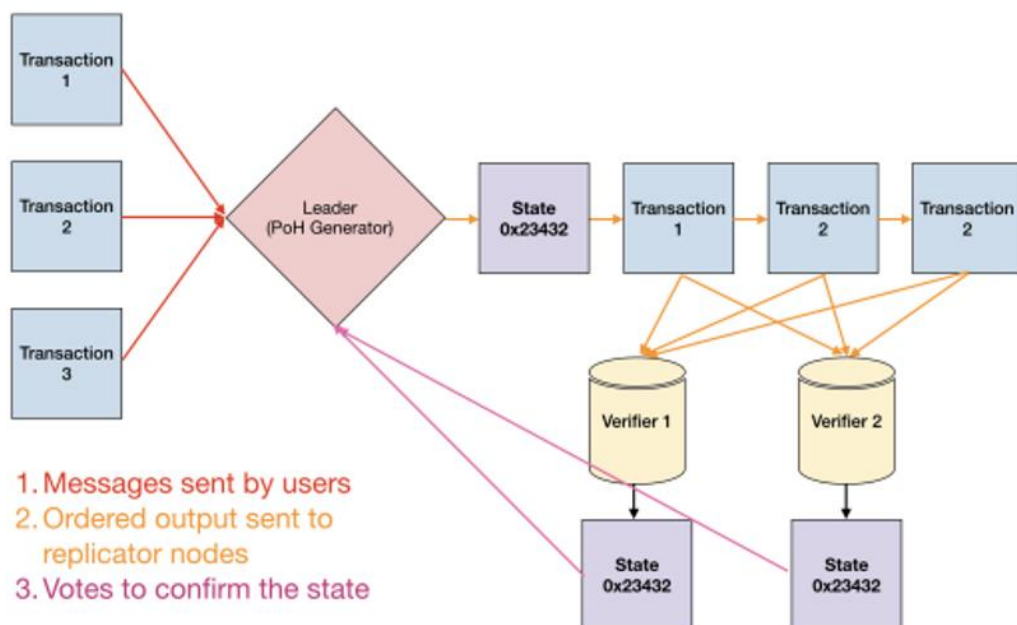 Transaction
1
Transaction
2
Transaction
3
Leader
(PoH Generator)
State
0x23432
Transaction
1
Transaction
2
Transaction
2
Verifier 1
Verifier 2
State
0x23432
State
0x23432
1. Messages sent by users
2. Ordered output sent to
replicator nodes
3. Votes to confirm the state